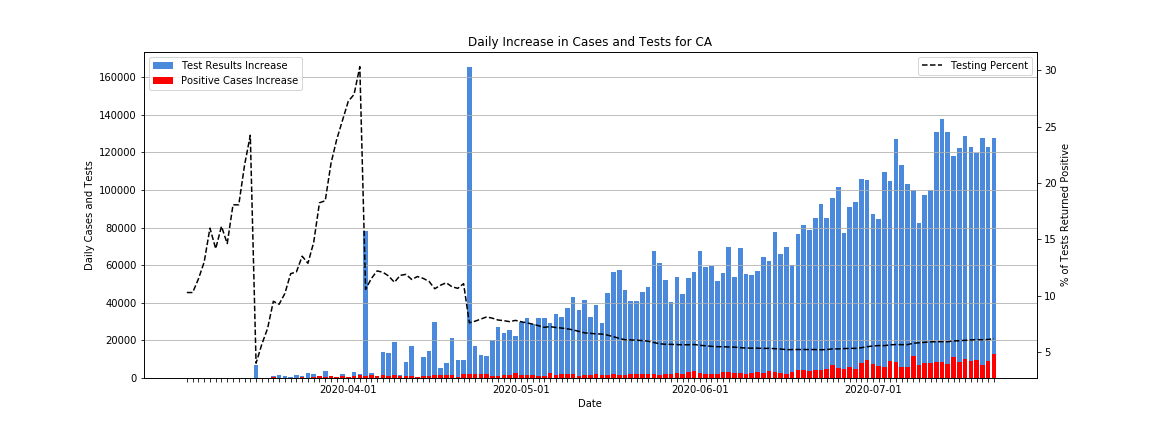 Daily Increase in Cases and Tests for CA
Test Results Increase
Positive Cases Increase
Testing Percent
160000
140000
120000
100000
80000
60000
40000
20000
0
Daily Cases and Tests
30
25
20
15
10
5
% of Tests Returned Positive
2020-04-01
2020-05-01
2020-06-01
2020-07-01
Date